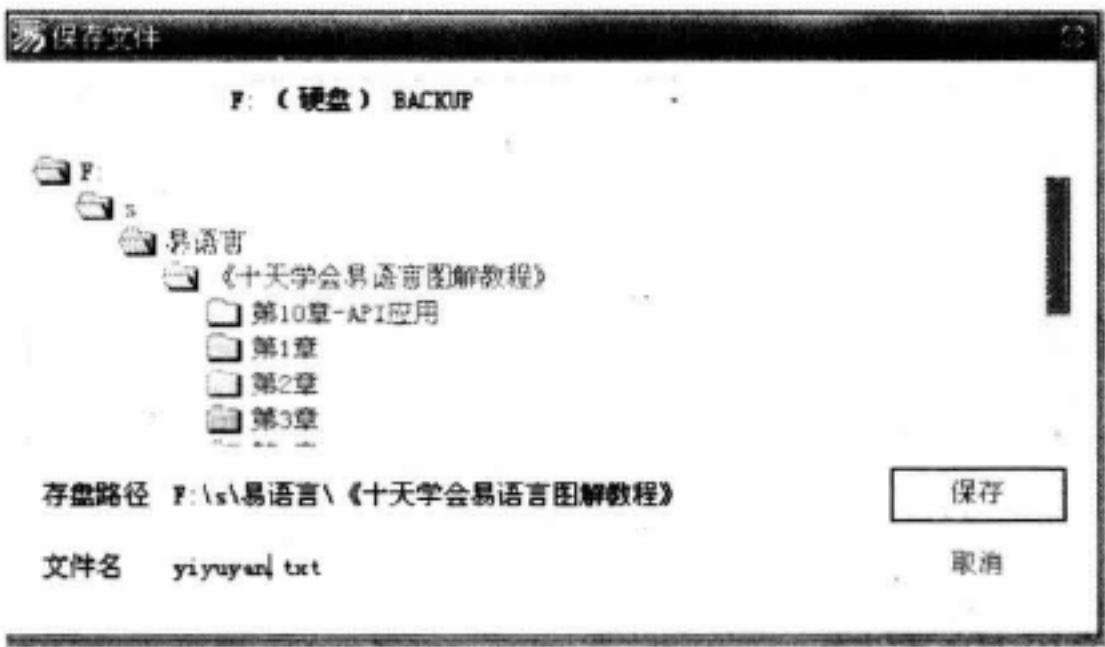 易 保存文件
F: (硬盘) BACKUP
F:
s
易语言
《十天学会易语言图解教程》
第10章-API应用
第1章
第2章
第3章
存盘路径 F:\s\易语言\《十天学会易语言图解教程》
保存
文件名 yiyuyan.txt
取消